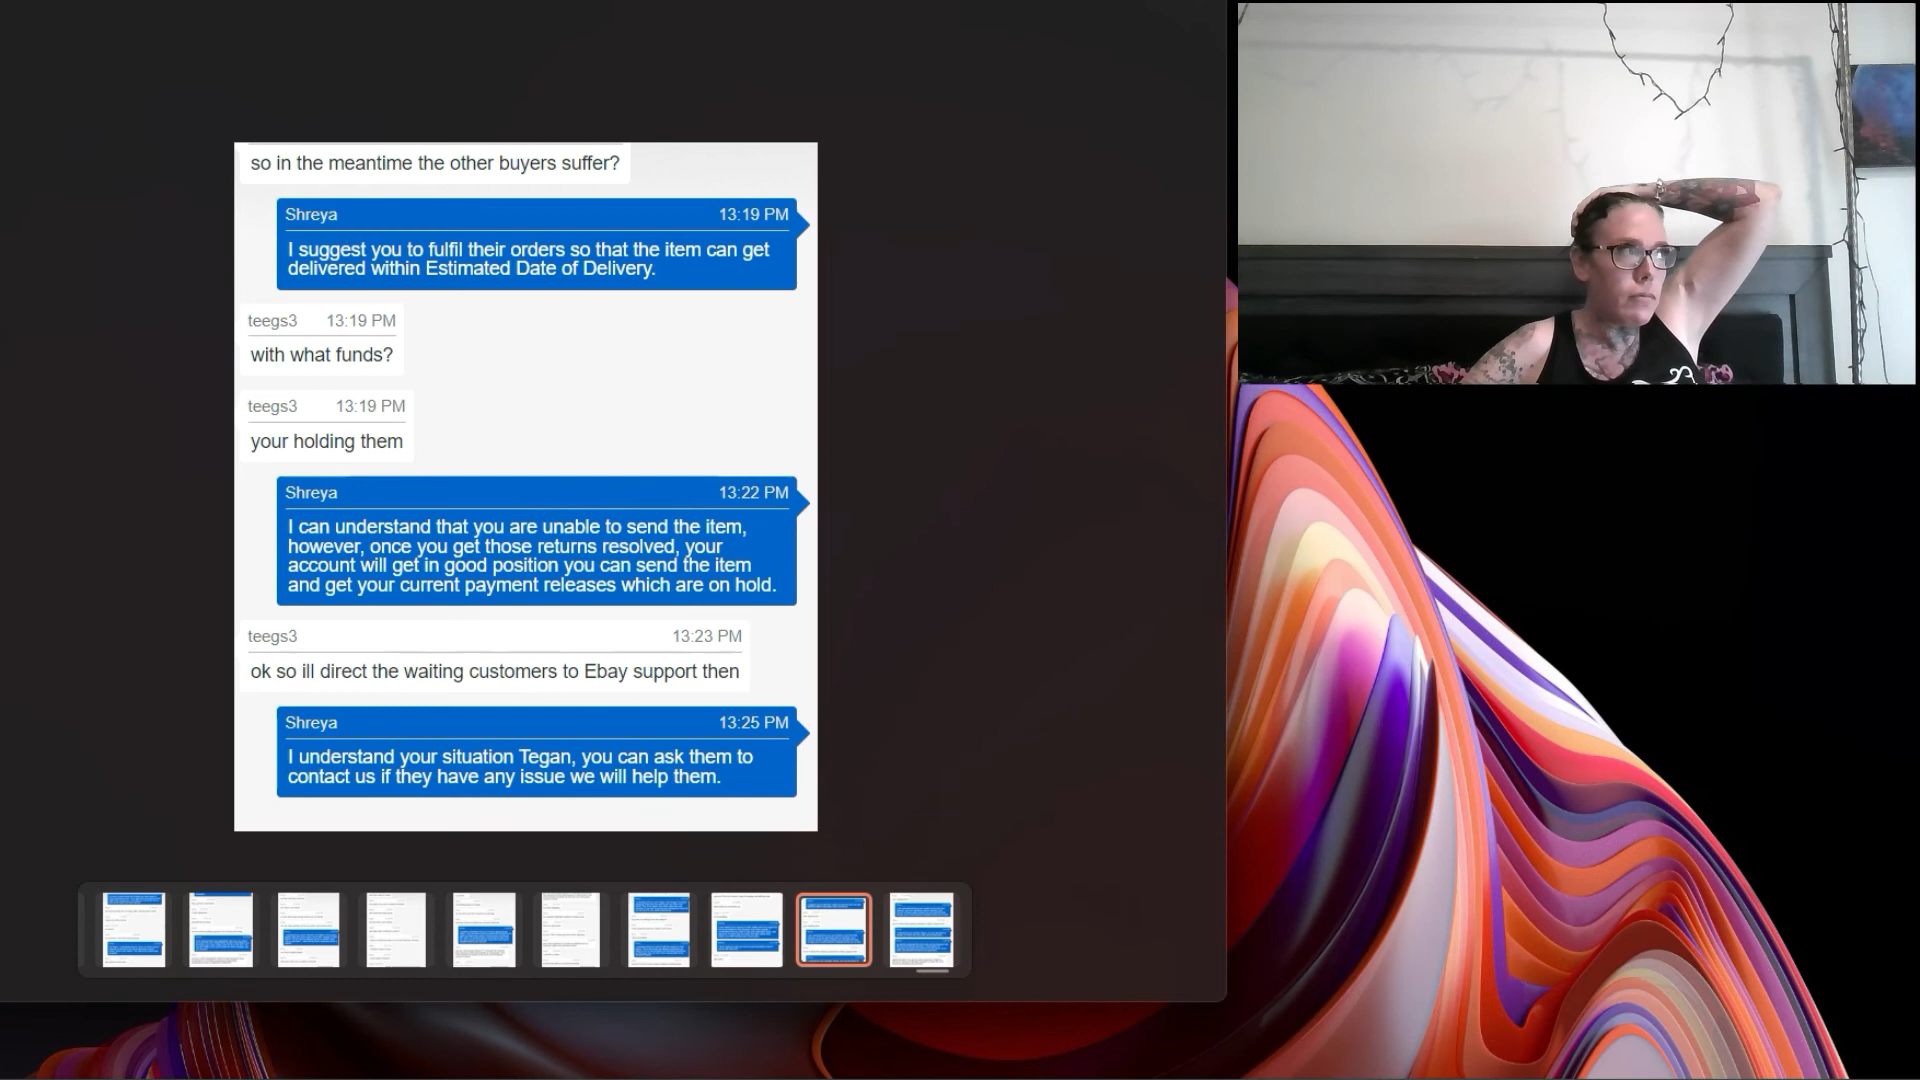 so in the meantime the other buyers suffer?
Shreya 13:19 PM
I suggest you to fulfil their orders so that the item can get
delivered within Estimated Date of Delivery.
teegs3 13:19 PM
with what funds?
teegs3 13:19 PM
your holding them
Shreya 13:22 PM
I can understand that you are unable to send the item,
however, once you get those returns resolved, your
account will get in good position you can send the item
and get your current payment releases which are on hold.
teegs3 13:23 PM
ok so ill direct the waiting customers to Ebay support then
Shreya 13:25 PM
I understand your situation Tegan, you can ask them to
contact us if they have any issue we will help them.